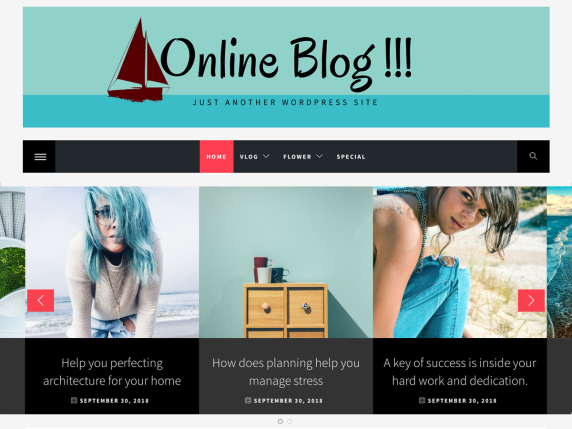 Online Blog !!!
JUST ANOTHER WORDPRESS SITE
HOME VLOG FLOWER SPECIAL
Help you perfecting
architecture for your home
SEPTEMBER 30, 2018
How does planning help you
manage stress
SEPTEMBER 30, 2018
A key of success is inside your
hard work and dedication.
SEPTEMBER 30, 2018